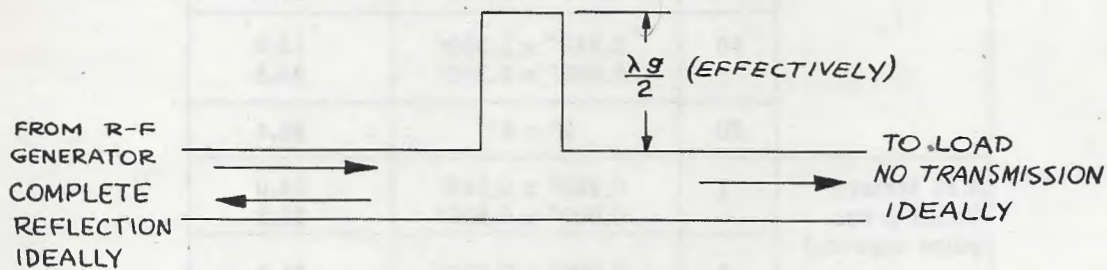 λg/2 (EFFECTIVELY)
FROM R-F
GENERATOR
COMPLETE
REFLECTION
IDEALLY
TO LOAD
NO TRANSMISSION
IDEALLY